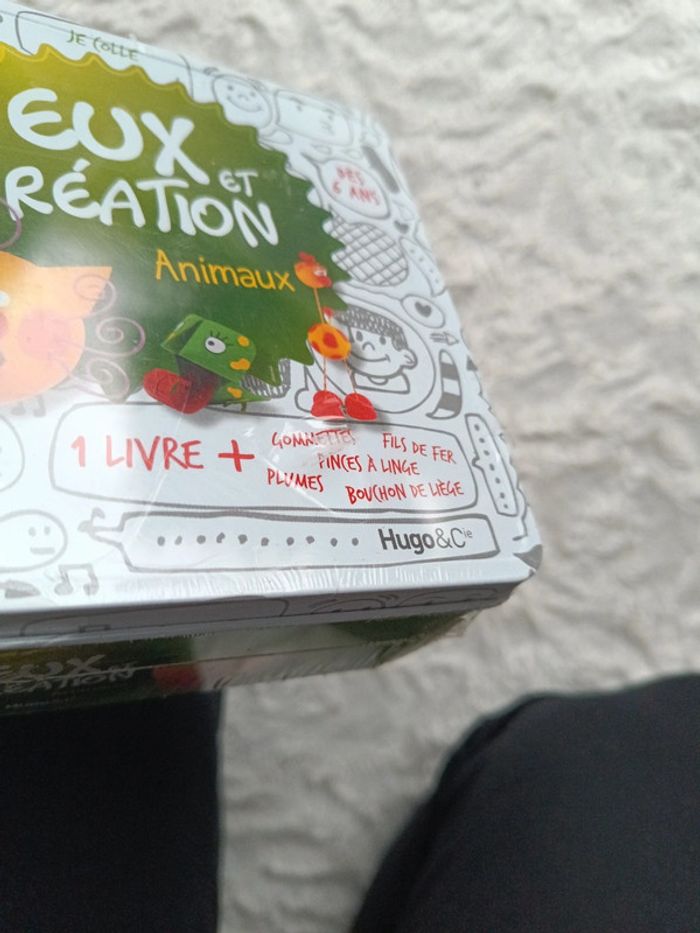 JE COLLE
EUX
ET
RÉATION
Animaux
DÈS
6 ANS
1 LIVRE +
GOMMETTES FILS DE FER
PINCES À LINGE
PLUMES BOUCHON DE LIÈGE
Hugo&Cie
EUX
ÉATION